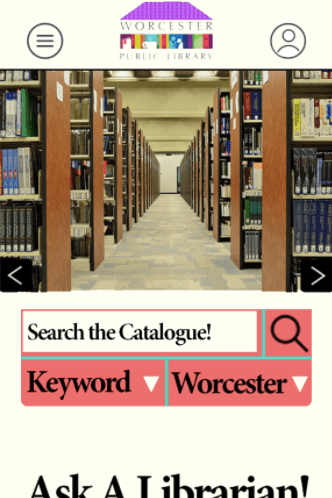 WORCESTER
PUBLIC LIBRARY
Search the Catalogue!
Keyword
Worcester
Ask A Librarian!